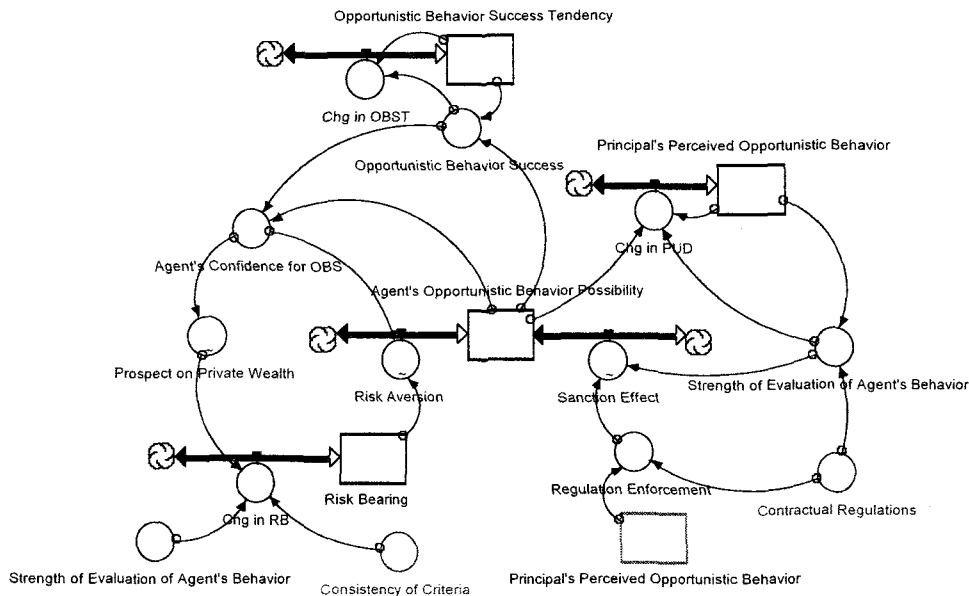 Opportunistic Behavior Success Tendency
Chg in OBST
Opportunistic Behavior Success
Principal's Perceived Opportunistic Behavior
Chg in PUD
Agent's Confidence for OBS
Agent's Opportunistic Behavior Possibility
Prospect on Private Wealth
Risk Aversion
Sanction Effect
Strength of Evaluation of Agent's Behavior
Risk Bearing
Regulation Enforcement
Contractual Regulations
Chg in RB
Strength of Evaluation of Agent's Behavior
Consistency of Criteria
Principal's Perceived Opportunistic Behavior